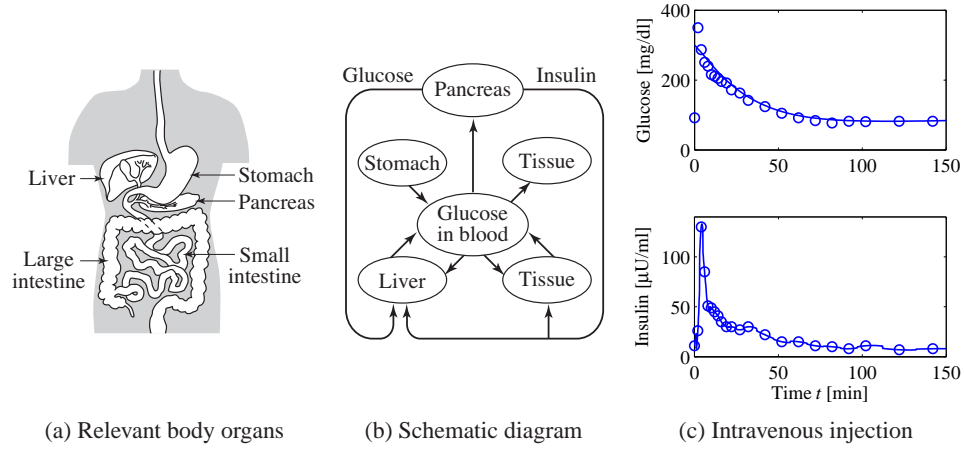 Liver
Stomach
Pancreas
Large
intestine
Small
intestine
(a) Relevant body organs
Glucose
Insulin
Pancreas
Stomach
Tissue
Glucose
in blood
Liver
Tissue
(b) Schematic diagram
400
200
0
0
50
100
150
Glucose [mg/dl]
100
50
0
0
50
100
150
Insulin [µU/ml]
Time t [min]
(c) Intravenous injection